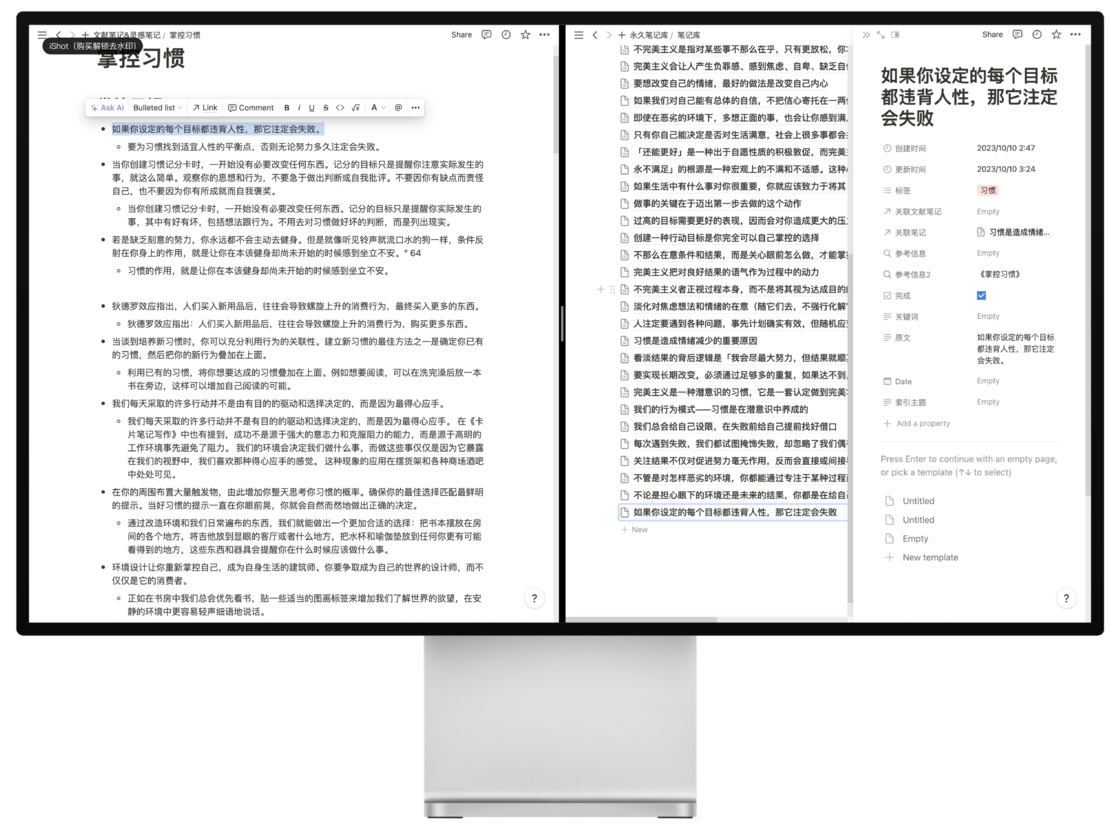 文献笔记&灵感笔记 / 掌控习惯
Share
iShot（购买解锁去水印）
掌控习惯
Ask AI Bulleted list Link Comment B i U S <> √x A @ •••
如果你设定的每个目标都违背人性，那它注定会失败。
要为习惯找到适宜人性的平衡点，否则无论努力多久注定会失败。
当你创建习惯记分卡时，一开始没有必要改变任何东西。记分的目标只是提醒你注意实际发生的
事，就这么简单。观察你的思想和行为，不要急于做出判断或自我批评。不要因你有缺点而责怪
自己，也不要因为你有所成就而自我褒奖。
当你创建习惯记分卡时，一开始没有必要改变任何东西。记分的目标只是提醒你实际发生的
事，其中有好有坏，包括想法跟行为。不用去对习惯做好坏的判断，而是列出现实。
若是缺乏刻意的努力，你永远都不会主动去健身。但是就像听见铃声就流口水的狗一样，条件反
射在你身上的作用，就是让你在本该健身却尚未开始的时候感到坐立不安。“ 64
习惯的作用，就是让你在本该健身却尚未开始的时候感到坐立不安。
狄德罗效应指出，人们买入新用品后，往往会导致螺旋上升的消费行为，最终买入更多的东西。
狄德罗效应指出：人们买入新用品后，往往会导致螺旋上升的消费行为，购买更多东西。
当谈到培养新习惯时，你可以充分利用行为的关联性。建立新习惯的最佳方法之一是确定你已有
的习惯，然后把你的新行为叠加在上面。
利用已有的习惯，将你想要达成的习惯叠加在上面。例如想要阅读，可以在洗完澡后放一本
书在旁边，这样可以增加自己阅读的可能。
我们每天采取的许多行动并不是由有目的的驱动和选择决定的，而是因为最得心应手。
我们每天采取的许多行动并不是有目的的驱动和选择决定的，而是因为最得心应手。 在《卡
片笔记写作》中也有提到，成功不是源于强大的意志力和克服阻力的能力，而是源于高明的
工作环境事先避免了阻力。 我们的环境会决定我们做什么事，而做这些事仅仅是因为它暴露
在我们的视野中，我们喜欢那种得心应手的感觉。 这种现象的应用在摆货架和各种商场酒吧
中处处可见。
在你的周围布置大量触发物，由此增加你整天思考你习惯的概率。确保你的最佳选择匹配最鲜明
的提示。当好习惯的提示一直在你眼前晃，你就会自然而然地做出正确的决定。
通过改造环境和我们日常遍布的东西，我们就能做出一个更加合适的选择：把书本摆放在房
间的各个地方，将吉他放到显眼的客厅或者什么地方，把水杯和瑜伽垫放到任何你更有可能
看得到的地方，这些东西和器具会提醒你在什么时候应该做什么事。
环境设计让你重新掌控自己，成为自身生活的建筑师。你要争取成为自己的世界的设计师，而不
仅仅是它的消费者。
正如在书房中我们总会优先看书，贴一些适当的图画标签来增加我们了解世界的欲望，在安
静的环境中更容易轻声细语地说话。
?
永久笔记库 / 笔记库
不完美主义是指对某些事不那么在乎，只有更放松，你
完美主义会让人产生负罪感、感到焦虑、自卑、缺乏自
要想改变自己的情绪，最好的做法是改变自己内心
如果我们对自己能有总体的自信，不把信心寄托在一两
即使在恶劣的环境下，多想正面的事，也会让你感到满
只有你自己能决定是否对生活满意，社会上很多事都会
「还能更好」是一种出于自愿性质的积极敦促，而完美
永不满足」的根源是一种宏观上的不满和不适感。这种
如果生活中有什么事对你很重要，你就应该致力于将其
做事的关键在于迈出第一步去做的这个动作
过高的目标需要更好的表现，因而会对你造成更大的压
创建一种行动目标是你完全可以自己掌控的选择
不那么在意条件和结果，而是关心眼前怎么做，才能掌
完美主义把对良好结果的语气作为过程中的动力
不完美主义者正视过程本身，而不是将其视为达成目的
淡化对焦虑想法和情绪的在意（随它们去，不强行化解
人注定要遇到各种问题，事先计划确实有效，但随机应
习惯是造成情绪减少的重要原因
看淡结果的背后逻辑是「我会尽最大努力，但结果就顺
要实现长期改变，必须通过足够多的重复，如果达不到
完美主义是一种潜意识的习惯，它是一套认定做到完美
我们的行为模式——习惯是在潜意识中养成的
我们总会给自己设限，在失败前给自己提前找好借口
每次遇到失败，我们都试图掩饰失败，却忽略了我们偶
关注结果不仅对促进努力毫无作用，反而会直接或间接
不管是对怎样恶劣的环境，你都能通过专注于某种过程
不论是担心眼下的环境还是未来的结果，你都是在给自
如果你设定的每个目标都违背人性，那它注定会失败
New
Share
如果你设定的每个目标
都违背人性，那它注定
会失败
创建时间 2023/10/10 2:47
更新时间 2023/10/10 3:24
标签 习惯
关联文献笔记 Empty
关联笔记 习惯是造成情绪...
参考信息 Empty
参考信息2 《掌控习惯》
完成
关键词 Empty
原文 如果你设定的每个目标
都违背人性，那它注定
会失败。
Date Empty
索引主题 Empty
Add a property
Press Enter to continue with an empty page,
or pick a template (↑↓ to select)
Untitled
Untitled
Empty
New template
?